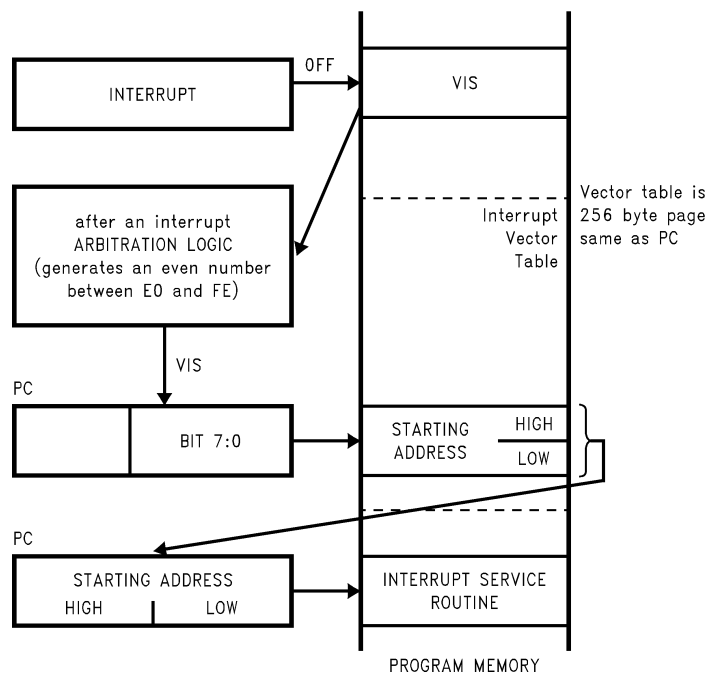 OFF
INTERRUPT
VIS
after an interrupt
ARBITRATION LOGIC
(generates an even number
between E0 and FE)
Interrupt
Vector
Table
Vector table is
256 byte page
same as PC
VIS
PC
BIT 7:0
STARTING
ADDRESS
HIGH
LOW
PC
STARTING ADDRESS
HIGH
LOW
INTERRUPT SERVICE
ROUTINE
PROGRAM MEMORY